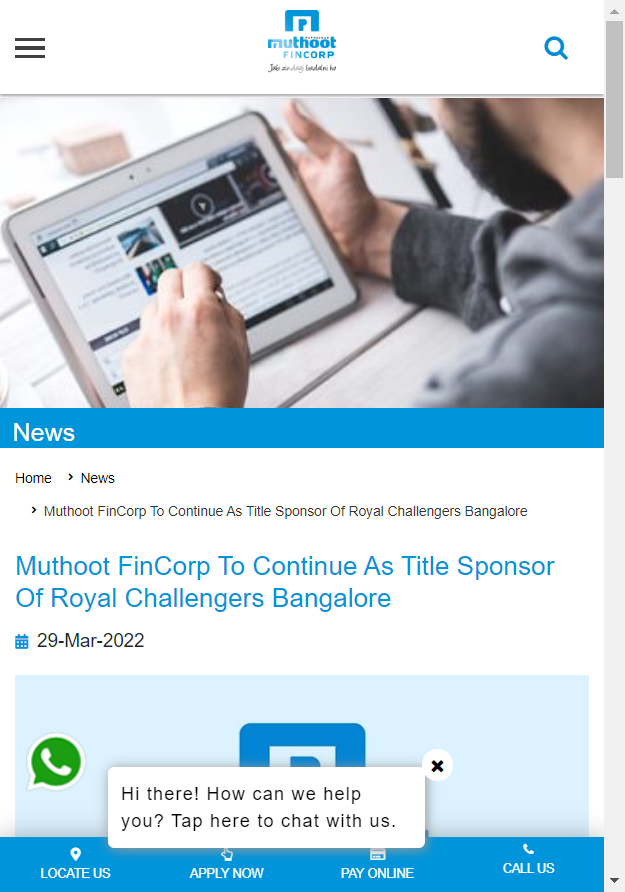 muthoot
FINCORP
News
Home
News
Muthoot FinCorp To Continue As Title Sponsor Of Royal Challengers Bangalore
Muthoot FinCorp To Continue As Title Sponsor
Of Royal Challengers Bangalore
29-Mar-2022
Hi there! How can we help
you? Tap here to chat with us.
LOCATE US
APPLY NOW
PAY ONLINE
CALL US